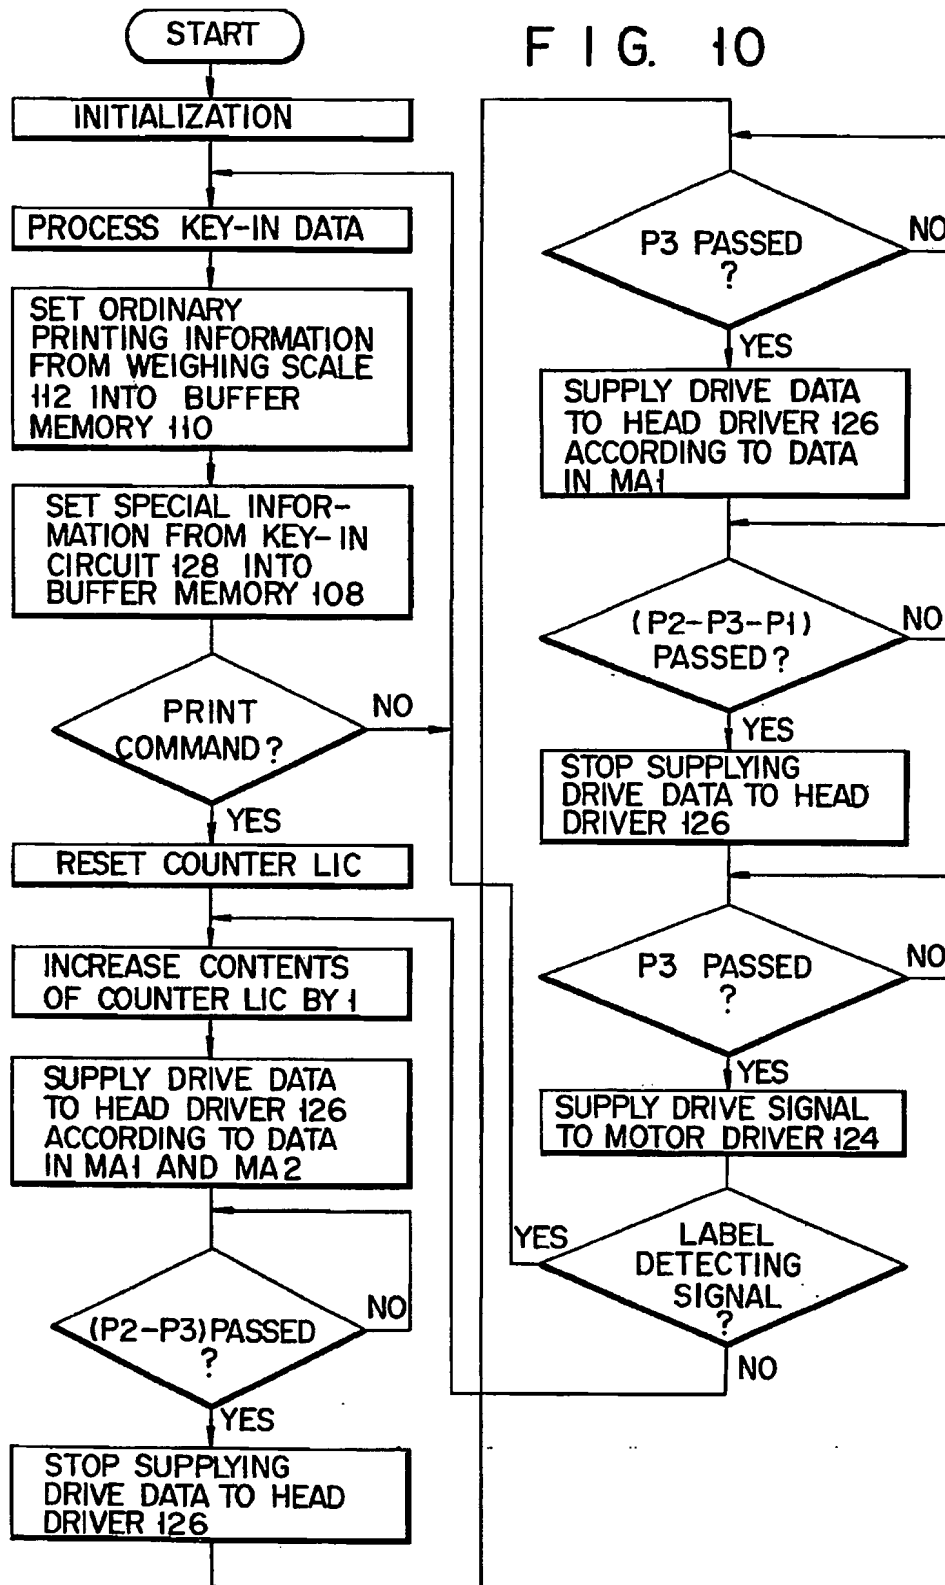 FIG. 10
START
INITIALIZATION
PROCESS KEY-IN DATA
SET ORDINARY
PRINTING INFORMATION
FROM WEIGHING SCALE
112 INTO BUFFER
MEMORY 110
SET SPECIAL INFOR-
MATION FROM KEY-IN
CIRCUIT 128 INTO
BUFFER MEMORY 108
PRINT
COMMAND?
NO
YES
RESET COUNTER LIC
INCREASE CONTENTS
OF COUNTER LIC BY 1
SUPPLY DRIVE DATA
TO HEAD DRIVER 126
ACCORDING TO DATA
IN MA1 AND MA2
(P2-P3) PASSED
?
NO
YES
STOP SUPPLYING
DRIVE DATA TO HEAD
DRIVER 126
P3 PASSED
?
NO
YES
SUPPLY DRIVE DATA
TO HEAD DRIVER 126
ACCORDING TO DATA
IN MA1
(P2-P3-P1)
PASSED?
NO
YES
STOP SUPPLYING
DRIVE DATA TO HEAD
DRIVER 126
P3 PASSED
?
NO
YES
SUPPLY DRIVE SIGNAL
TO MOTOR DRIVER 124
LABEL
DETECTING
SIGNAL
?
YES
NO